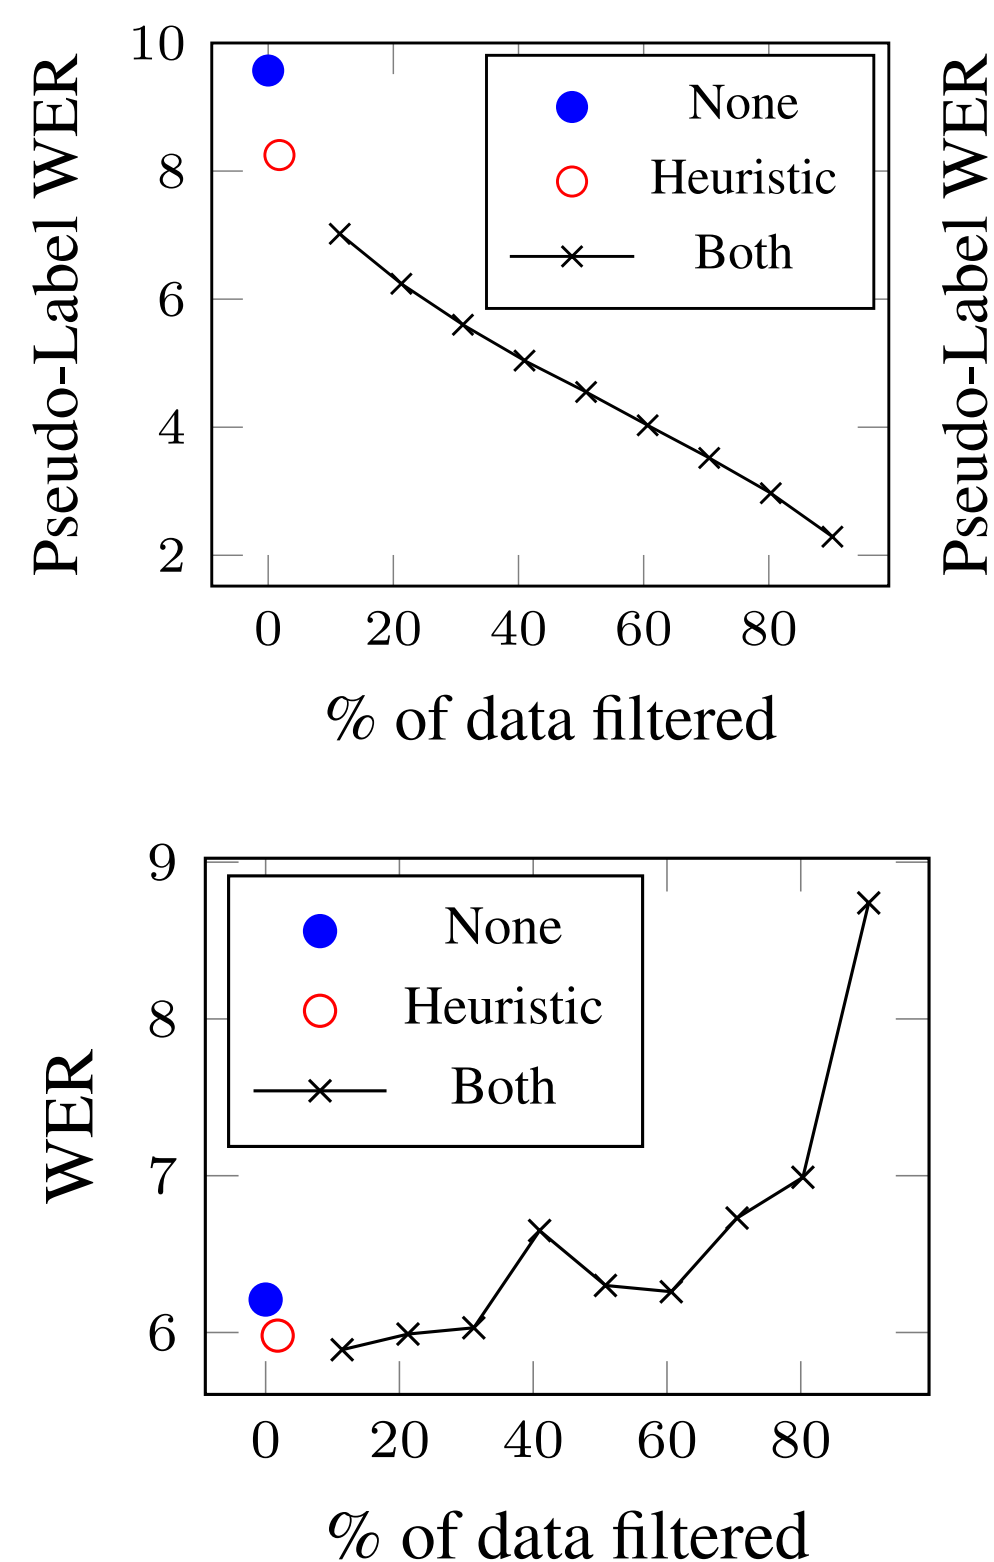 10
8
6
4
2
Pseudo-Label WER
None
Heuristic
Both
0 20 40 60 80
% of data filtered
Pseudo-Label WER
9
8
7
6
WER
None
Heuristic
Both
0 20 40 60 80
% of data filtered